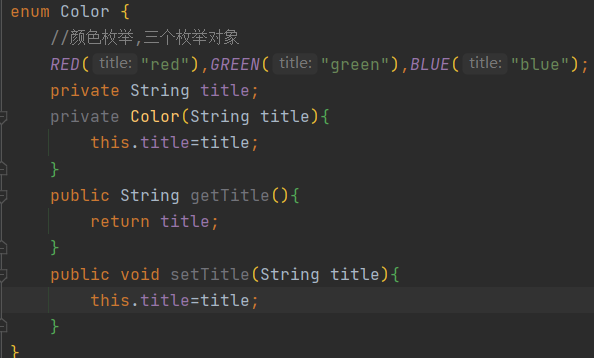 enum Color {
//颜色枚举,三个枚举对象
RED( title: "red"),GREEN( title: "green"),BLUE( title: "blue");
private String title;
private Color(String title){
this.title=title;
}
public String getTitle(){
return title;
}
public void setTitle(String title){
this.title=title;
}
}